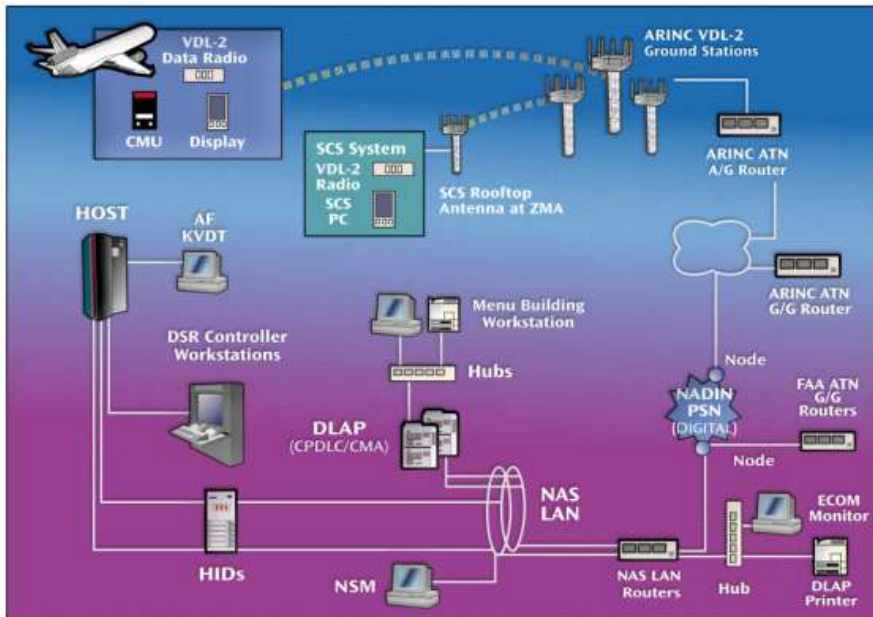 VDL-2
Data Radio
CMU
Display
ARINC VDL-2
Ground Stations
ARINC ATN
A/G Router
SCS System
VDL-2
Radio
SCS
PC
SCS Rooftop
Antenna at ZMA
HOST
AF
KVDT
ARINC ATN
G/G Router
Menu Building
Workstation
DSR Controller
Workstations
Hubs
Node
NADIN
PSN
(DIGITAL)
FAA ATN
G/G
Routers
DLAP
(CPDLC/CMA)
Node
NAS
LAN
ECOM
Monitor
HIDs
NSM
NAS LAN
Routers
Hub
DLAP
Printer